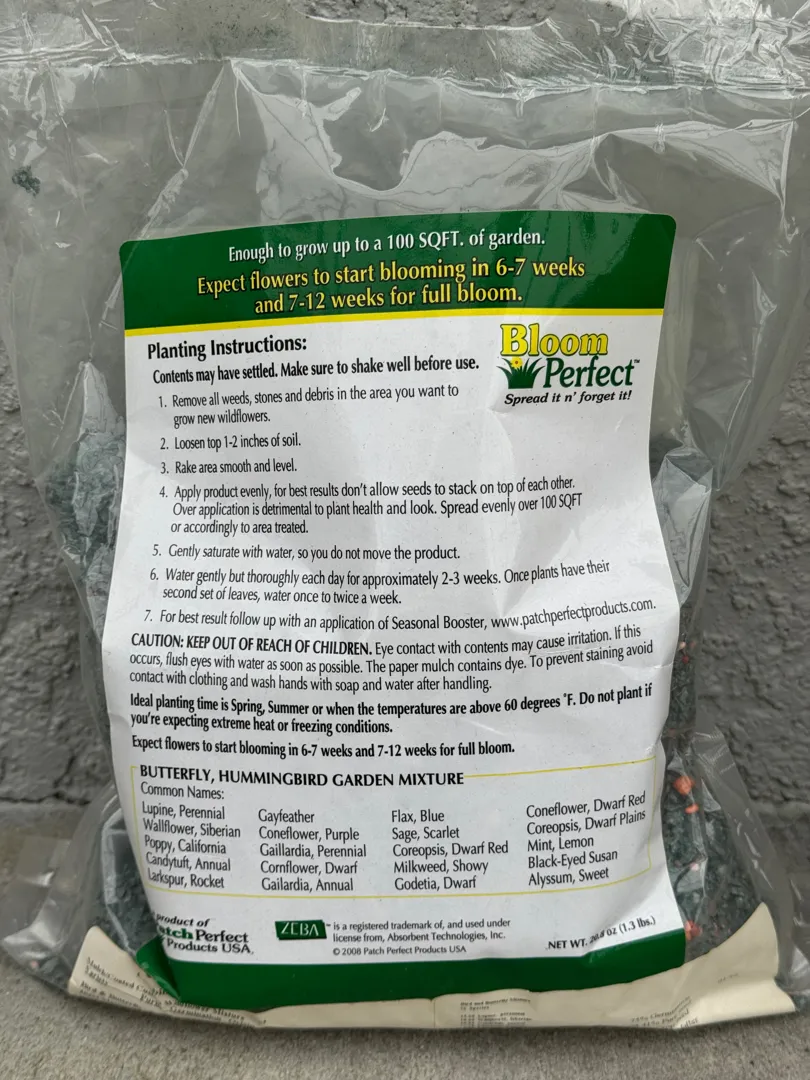 Enough to grow up to a 100 SQFT. of garden.
Expect flowers to start blooming in 6-7 weeks
and 7-12 weeks for full bloom.
Bloom
Perfect™
Spread it n' forget it!
Planting Instructions:
Contents may have settled. Make sure to shake well before use.
1. Remove all weeds, stones and debris in the area you want to
grow new wildflowers.
2. Loosen top 1-2 inches of soil.
3. Rake area smooth and level.
4. Apply product evenly, for best results don't allow seeds to stack on top of each other.
Over application is detrimental to plant health and look. Spread evenly over 100 SQFT
or accordingly to area treated.
5. Gently saturate with water, so you do not move the product.
6. Water gently but thoroughly each day for approximately 2-3 weeks. Once plants have their
second set of leaves, water once to twice a week.
7. For best result follow up with an application of Seasonal Booster, www.patchperfectproducts.com.
CAUTION: KEEP OUT OF REACH OF CHILDREN. Eye contact with contents may cause irritation. If this
occurs, flush eyes with water as soon as possible. The paper mulch contains dye. To prevent staining avoid
contact with clothing and wash hands with soap and water after handling.
Ideal planting time is Spring, Summer or when the temperatures are above 60 degrees °F. Do not plant if
you're expecting extreme heat or freezing conditions.
Expect flowers to start blooming in 6-7 weeks and 7-12 weeks for full bloom.
BUTTERFLY, HUMMINGBIRD GARDEN MIXTURE
Common Names:
Lupine, Perennial
Wallflower, Siberian
Poppy, California
Candytuft, Annual
Larkspur, Rocket
Gayfeather
Coneflower, Purple
Gaillardia, Perennial
Cornflower, Dwarf
Gailardia, Annual
Flax, Blue
Sage, Scarlet
Coreopsis, Dwarf Red
Milkweed, Showy
Godetia, Dwarf
Coneflower, Dwarf Red
Coreopsis, Dwarf Plains
Mint, Lemon
Black-Eyed Susan
Alyssum, Sweet
product of
tch Perfect
Products USA.
ZEBA™ is a registered trademark of, and used under
license from, Absorbent Technologies, Inc.
© 2008 Patch Perfect Products USA
NET WT. 20.8 oz (1.3 lbs.)